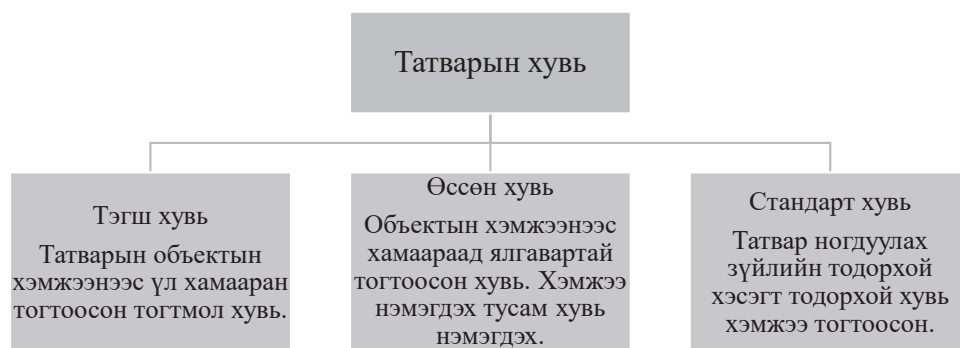 Татварын хувь
Тэгш хувь
Татварын объектын
хэмжээнээс үл хамааран
тогтоосон тогтмол хувь.
Өссөн хувь
Объектын хэмжээнээс
хамаараад ялгавартай
тогтоосон хувь. Хэмжээ
нэмэгдэх тусам хувь
нэмэгдэх.
Стандарт хувь
Татвар ногдуулах
зүйлийн тодорхой
хэсэгт тодорхой хувь
хэмжээ тогтоосон.